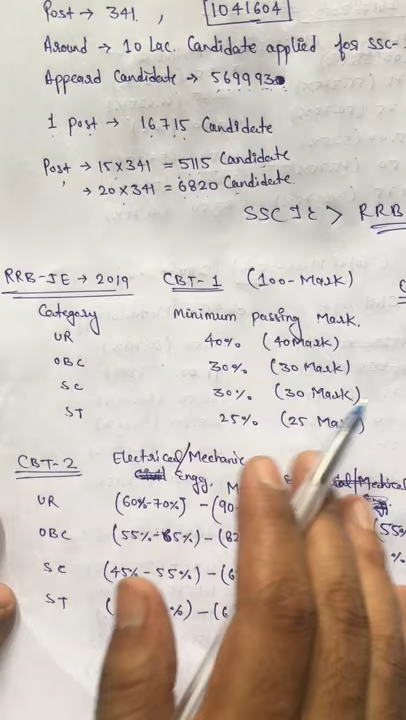 Post → 341 , 1041604
Around → 10 Lac. Candidate applied for SSC-
Appeard Candidate → 569993
1 post → 16715 Candidate
Post → 15×341 = 5115 Candidate
→ 20×341 = 6820 Candidate
SSC JE > RRB
RRB-JE → 2019 CBT-1 (100-Mark)
Category Minimum passing Mark.
UR 40% (40Mark)
OBC 30% (30 Mark)
SC 30% (30 Mark)
ST 25% (25 Ma
CBT-2 Electrical/Mechanic
Engg. M
UR (60%-70%) - (90-
OBC (55%-65%) - (82 (55%
SC (45% - 55%) - (6 %
ST ( %) - (6